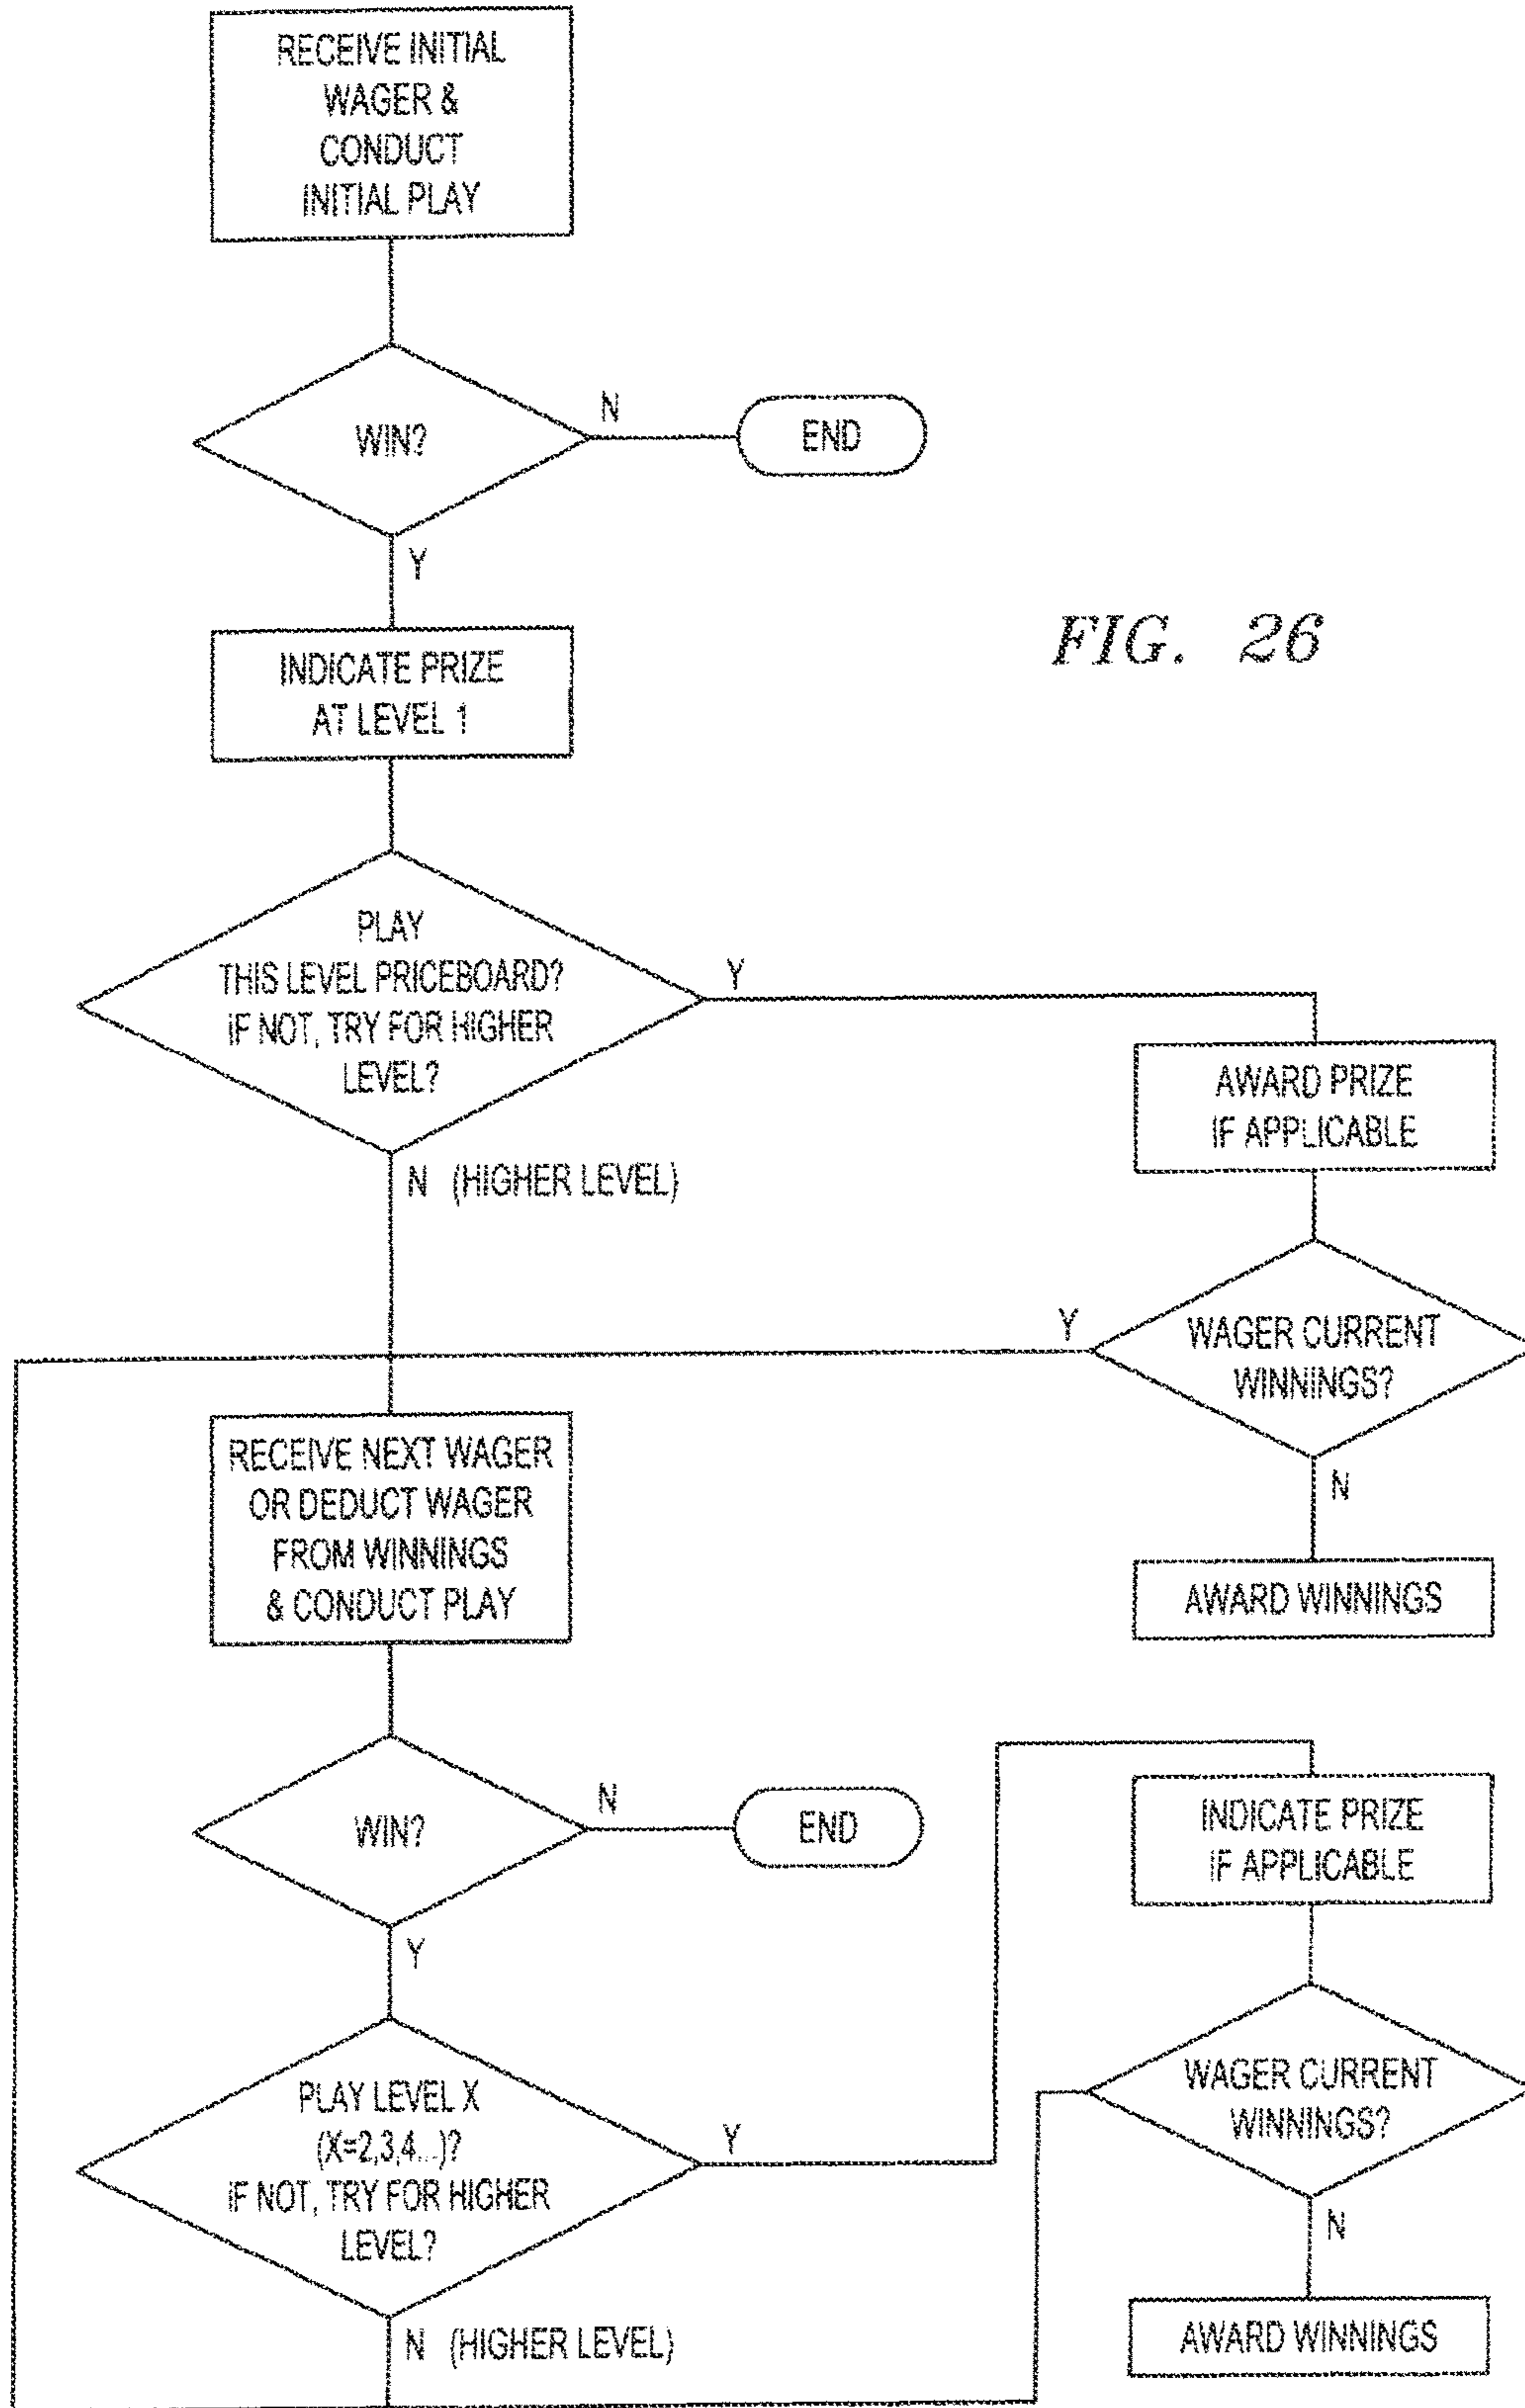 RECEIVE INITIAL
WAGER &
CONDUCT
INITIAL PLAY
WIN?
N
END
Y
FIG. 26
INDICATE PRIZE
AT LEVEL 1
PLAY
THIS LEVEL PRICEBOARD?
IF NOT, TRY FOR HIGHER
LEVEL?
Y
N (HIGHER LEVEL)
AWARD PRIZE
IF APPLICABLE
WAGER CURRENT
WINNINGS?
Y
N
AWARD WINNINGS
RECEIVE NEXT WAGER
OR DEDUCT WAGER
FROM WINNINGS
& CONDUCT PLAY
WIN?
N
END
Y
PLAY LEVEL X
(X=2,3,4...)?
IF NOT, TRY FOR HIGHER
LEVEL?
Y
N (HIGHER LEVEL)
INDICATE PRIZE
IF APPLICABLE
WAGER CURRENT
WINNINGS?
N
AWARD WINNINGS